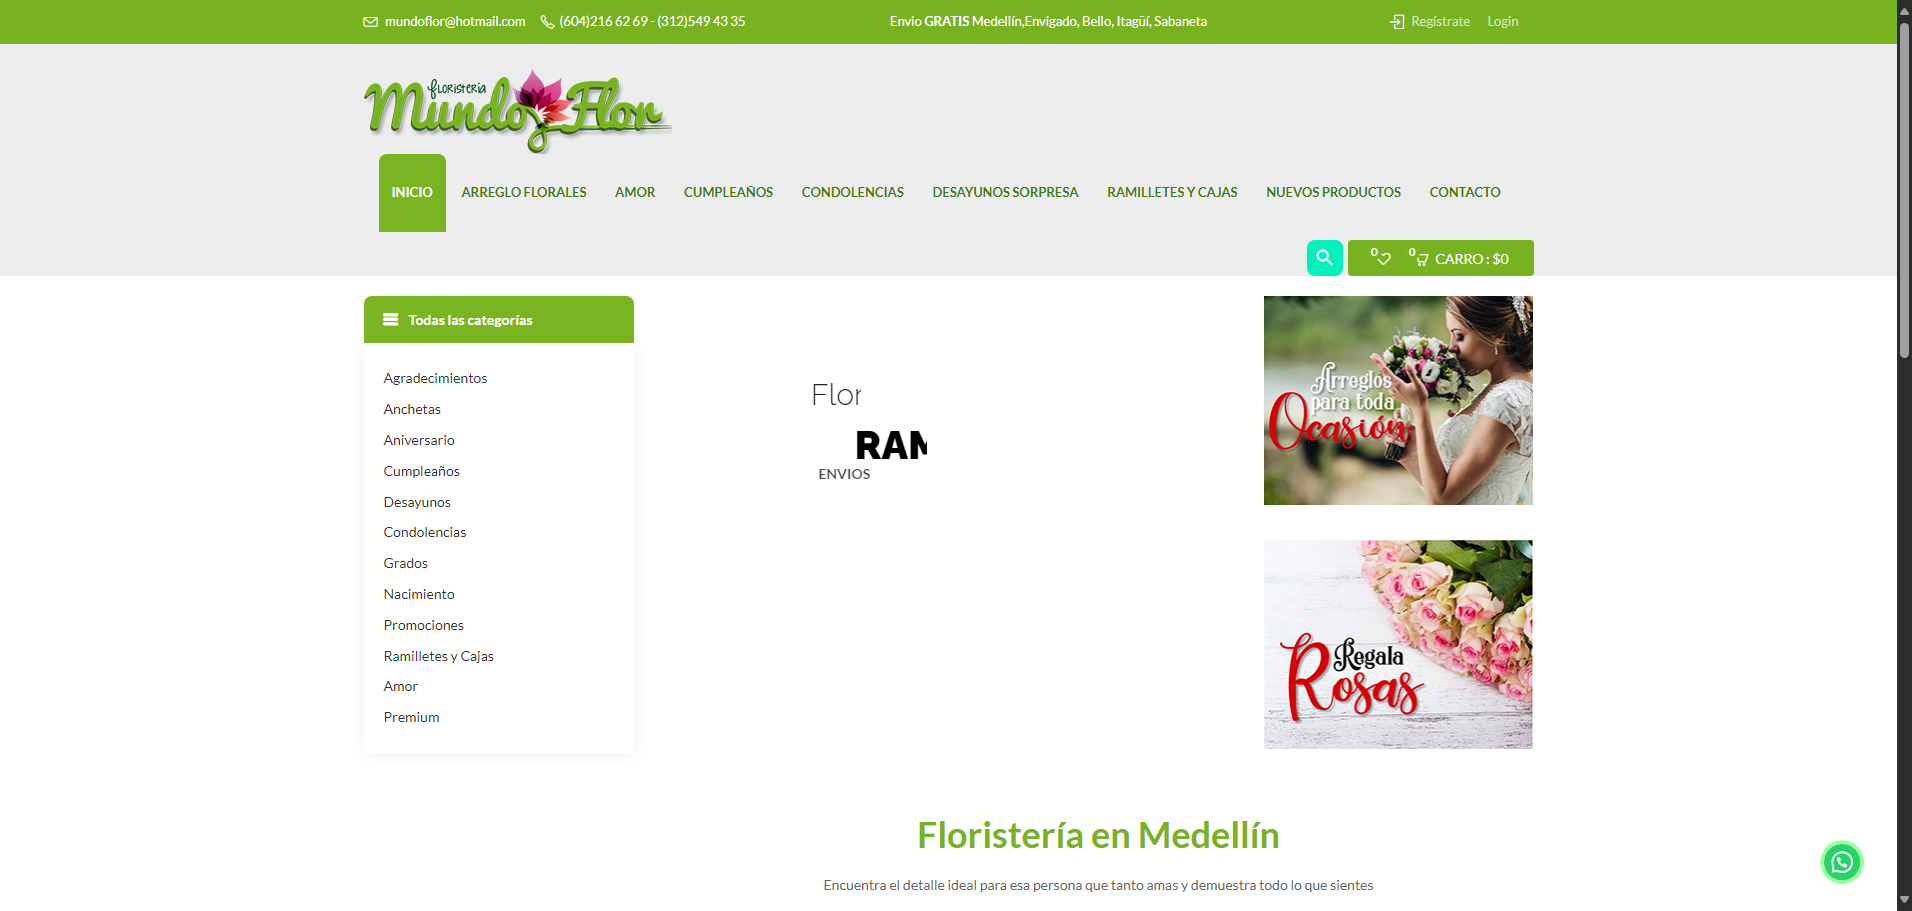 mundoflor@hotmail.com (604)216 62 69 - (312)549 43 35 Envio GRATIS Medellín,Envigado, Bello, Itagüí, Sabaneta Regístrate Login
floristería
Mundo Flor
INICIO ARREGLO FLORALES AMOR CUMPLEAÑOS CONDOLENCIAS DESAYUNOS SORPRESA RAMILLETES Y CAJAS NUEVOS PRODUCTOS CONTACTO
0 0 CARRO : $0
Todas las categorías
Agradecimientos
Anchetas
Aniversario
Cumpleaños
Desayunos
Condolencias
Grados
Nacimiento
Promociones
Ramilletes y Cajas
Amor
Premium
Flor
RAM
ENVIOS
Arreglos
para toda
Ocasión
Regala
Rosas
Floristería en Medellín
Encuentra el detalle ideal para esa persona que tanto amas y demuestra todo lo que sientes